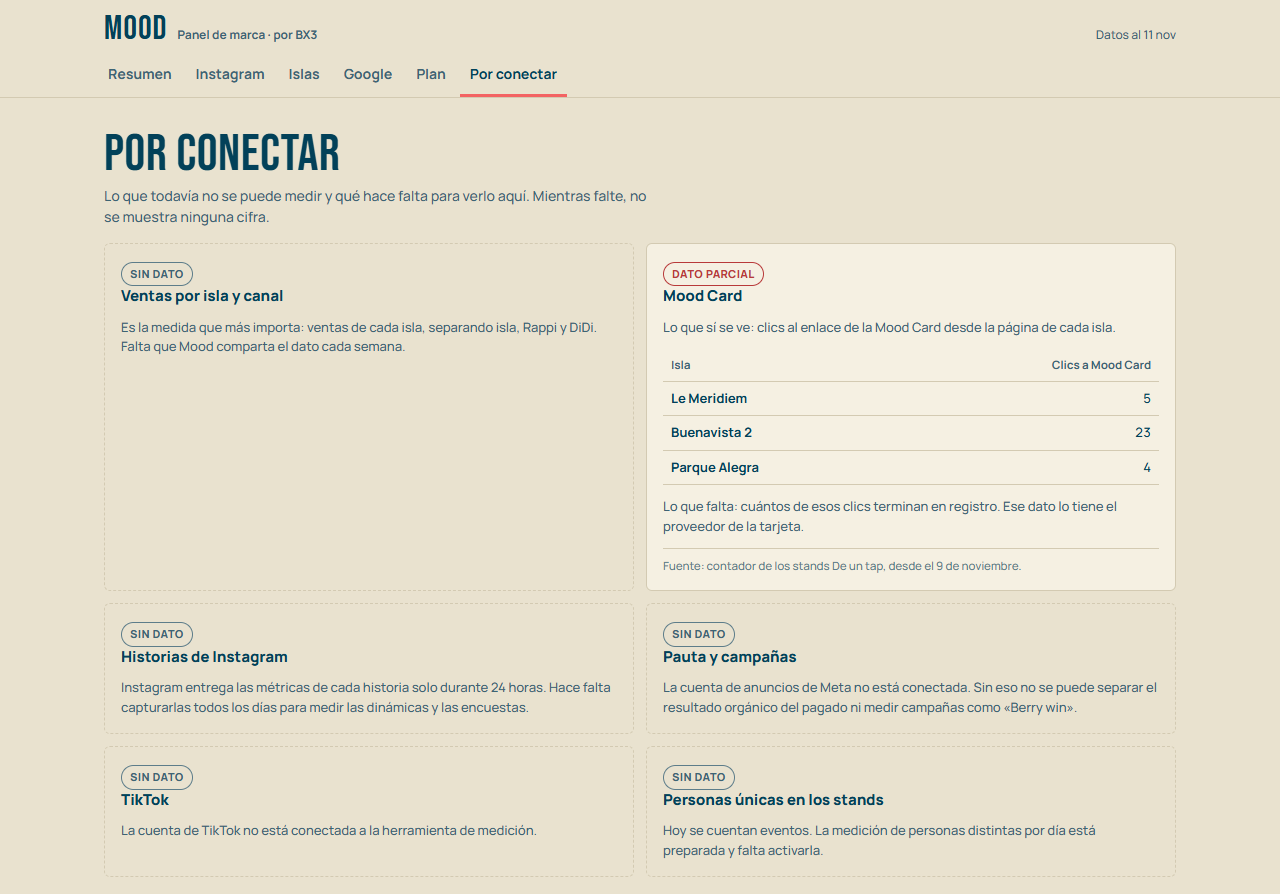 MOOD Panel de marca · por BX3
Datos al 11 nov
Resumen Instagram Islas Google Plan Por conectar
POR CONECTAR
Lo que todavía no se puede medir y qué hace falta para verlo aquí. Mientras falte, no
se muestra ninguna cifra.
SIN DATO
Ventas por isla y canal
Es la medida que más importa: ventas de cada isla, separando isla, Rappi y DiDi.
Falta que Mood comparta el dato cada semana.
DATO PARCIAL
Mood Card
Lo que sí se ve: clics al enlace de la Mood Card desde la página de cada isla.
Isla Clics a Mood Card
Le Meridiem 5
Buenavista 2 23
Parque Alegra 4
Lo que falta: cuántos de esos clics terminan en registro. Ese dato lo tiene el
proveedor de la tarjeta.
Fuente: contador de los stands De un tap, desde el 9 de noviembre.
SIN DATO
Historias de Instagram
Instagram entrega las métricas de cada historia solo durante 24 horas. Hace falta
capturarlas todos los días para medir las dinámicas y las encuestas.
SIN DATO
Pauta y campañas
La cuenta de anuncios de Meta no está conectada. Sin eso no se puede separar el
resultado orgánico del pagado ni medir campañas como «Berry win».
SIN DATO
TikTok
La cuenta de TikTok no está conectada a la herramienta de medición.
SIN DATO
Personas únicas en los stands
Hoy se cuentan eventos. La medición de personas distintas por día está
preparada y falta activarla.